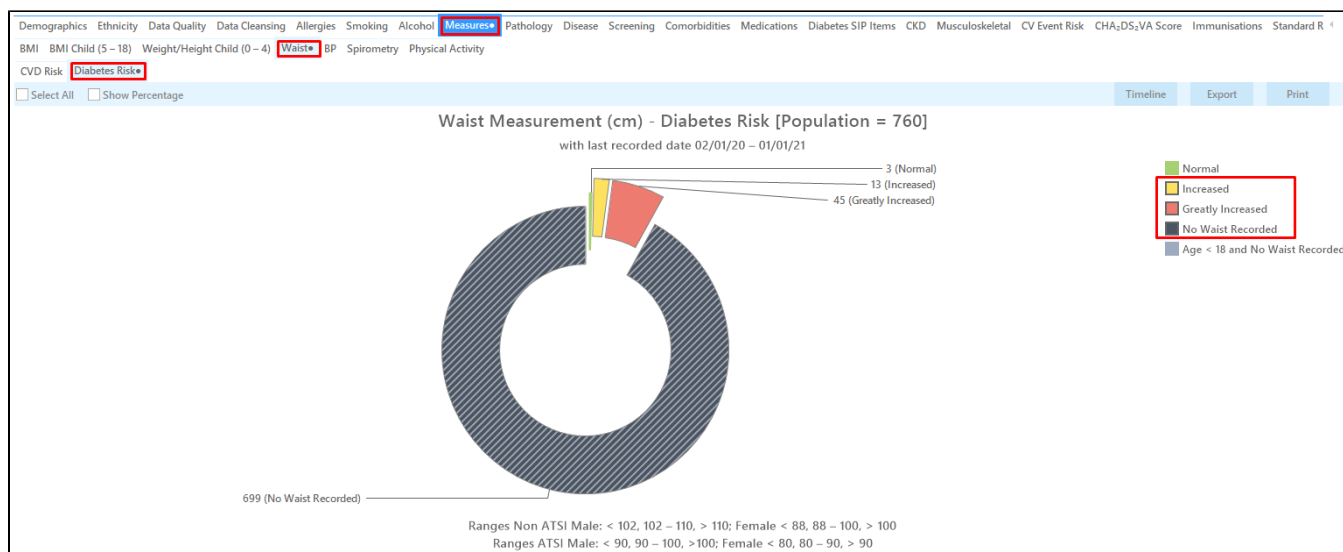 Demographics Ethnicity Data Quality Data Cleansing Allergies Smoking Alcohol Measures• Pathology Disease Screening Comorbidities Medications Diabetes SIP Items CKD Musculoskeletal CV Event Risk CHA₂DS₂VA Score Immunisations Standard R
BMI BMI Child (5 – 18) Weight/Height Child (0 – 4) Waist• BP Spirometry Physical Activity
CVD Risk Diabetes Risk•
Select All Show Percentage Timeline Export Print
Waist Measurement (cm) - Diabetes Risk [Population = 760]
with last recorded date 02/01/20 – 01/01/21
3 (Normal)
13 (Increased)
45 (Greatly Increased)
Normal
Increased
Greatly Increased
No Waist Recorded
Age < 18 and No Waist Recorded
699 (No Waist Recorded)
Ranges Non ATSI Male: < 102, 102 – 110, > 110; Female < 88, 88 – 100, > 100
Ranges ATSI Male: < 90, 90 – 100, >100; Female < 80, 80 – 90, > 90